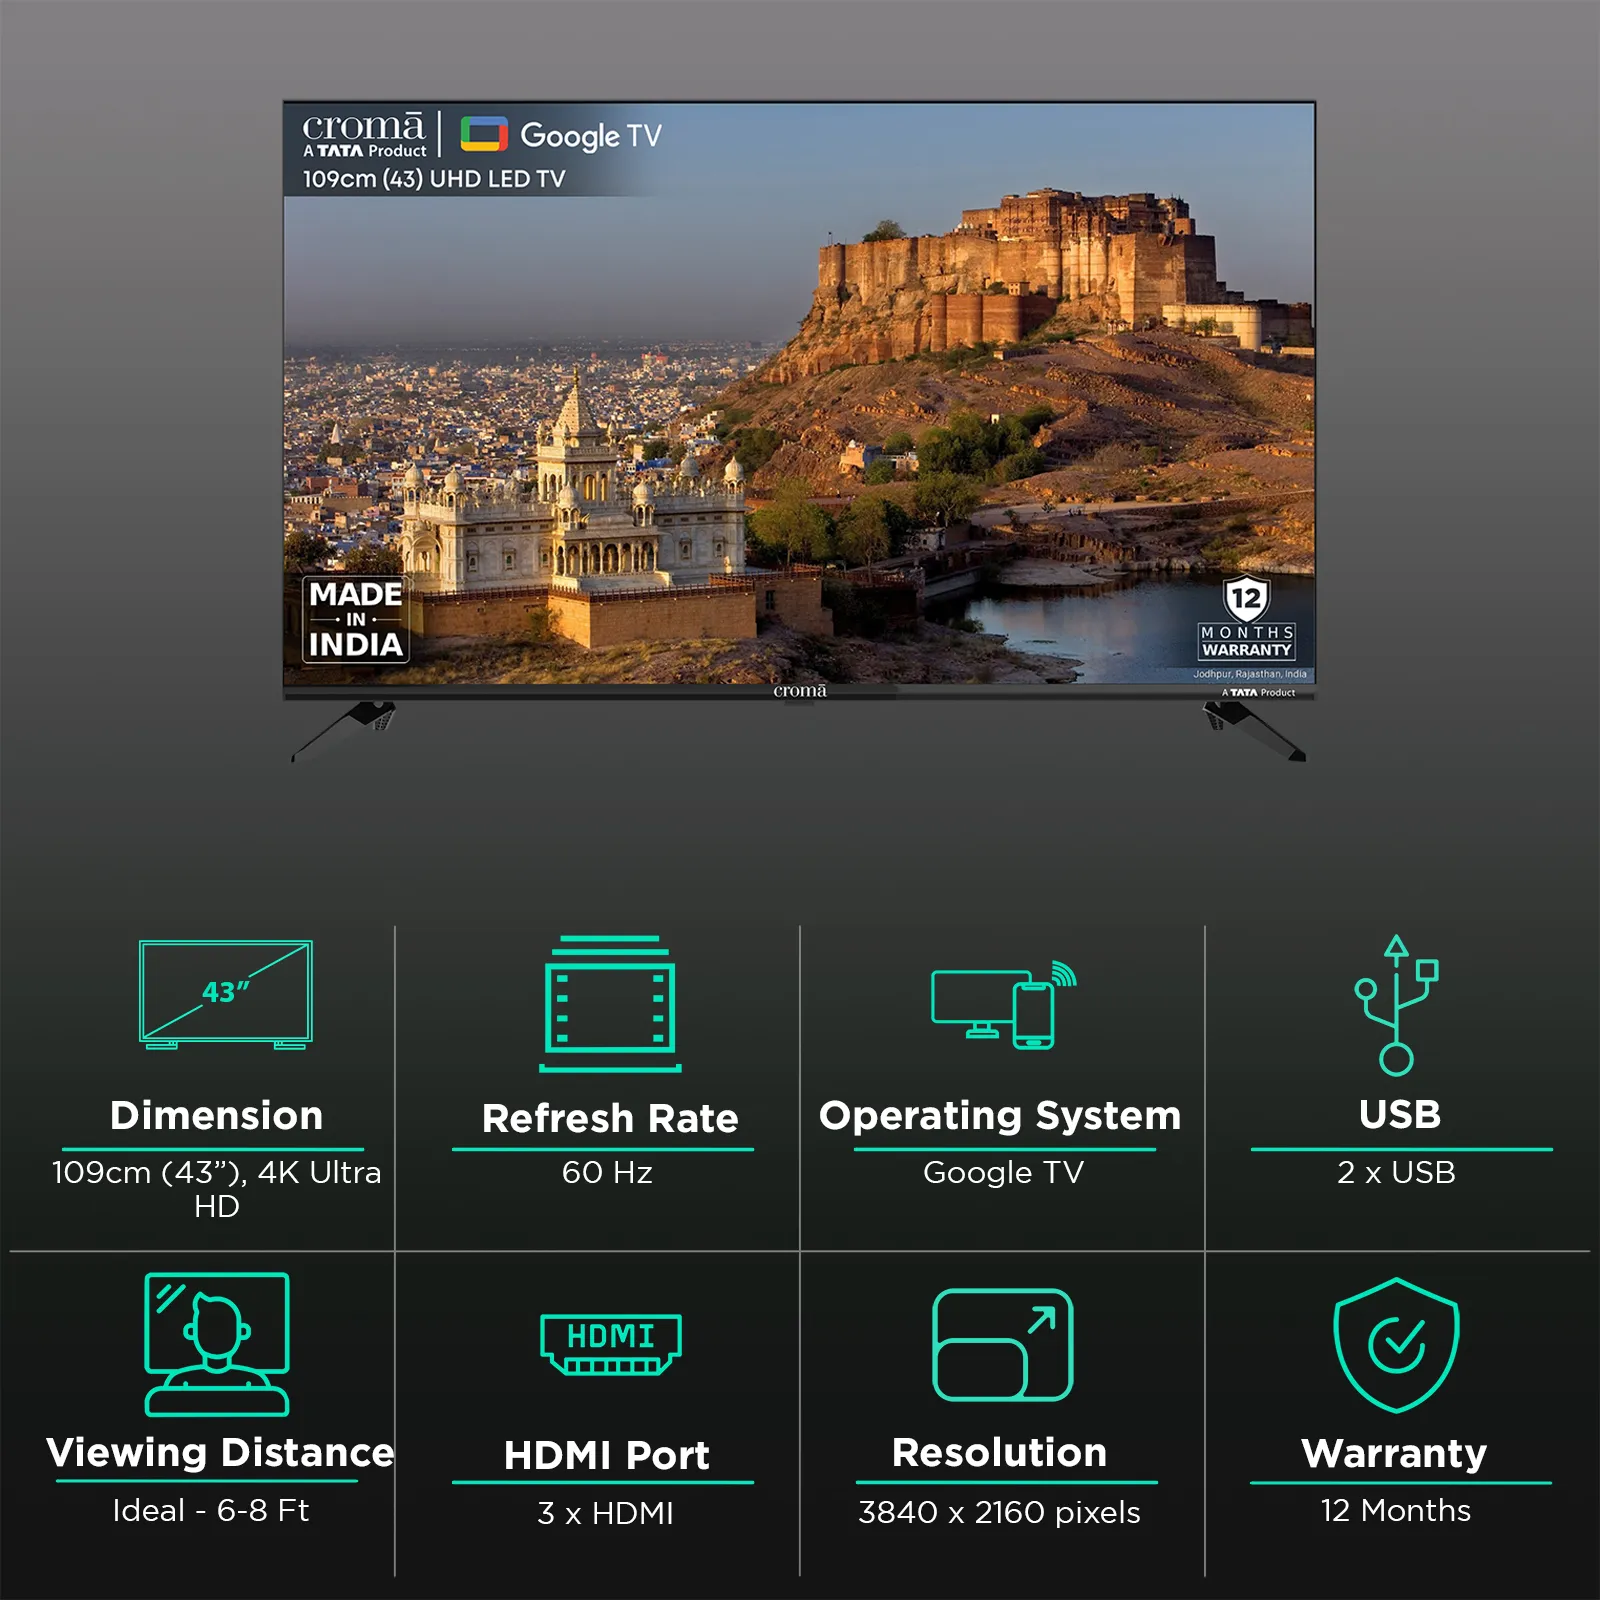 cromā
A TATA Product
Google TV
109cm (43) UHD LED TV
MADE
IN
INDIA
12
MONTHS
WARRANTY
Jodhpur, Rajasthan, India
cromā
A TATA Product
43”
Dimension
109cm (43”), 4K Ultra
HD
Refresh Rate
60 Hz
Operating System
Google TV
USB
2 x USB
Viewing Distance
Ideal - 6-8 Ft
HDMI
HDMI Port
3 x HDMI
Resolution
3840 x 2160 pixels
Warranty
12 Months